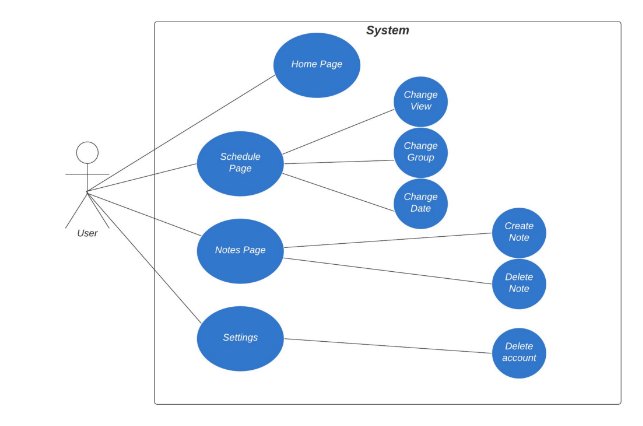 System
Home Page
Change
View
Schedule
Page
Change
Group
Change
Date
User
Notes Page
Create
Note
Delete
Note
Settings
Delete
account